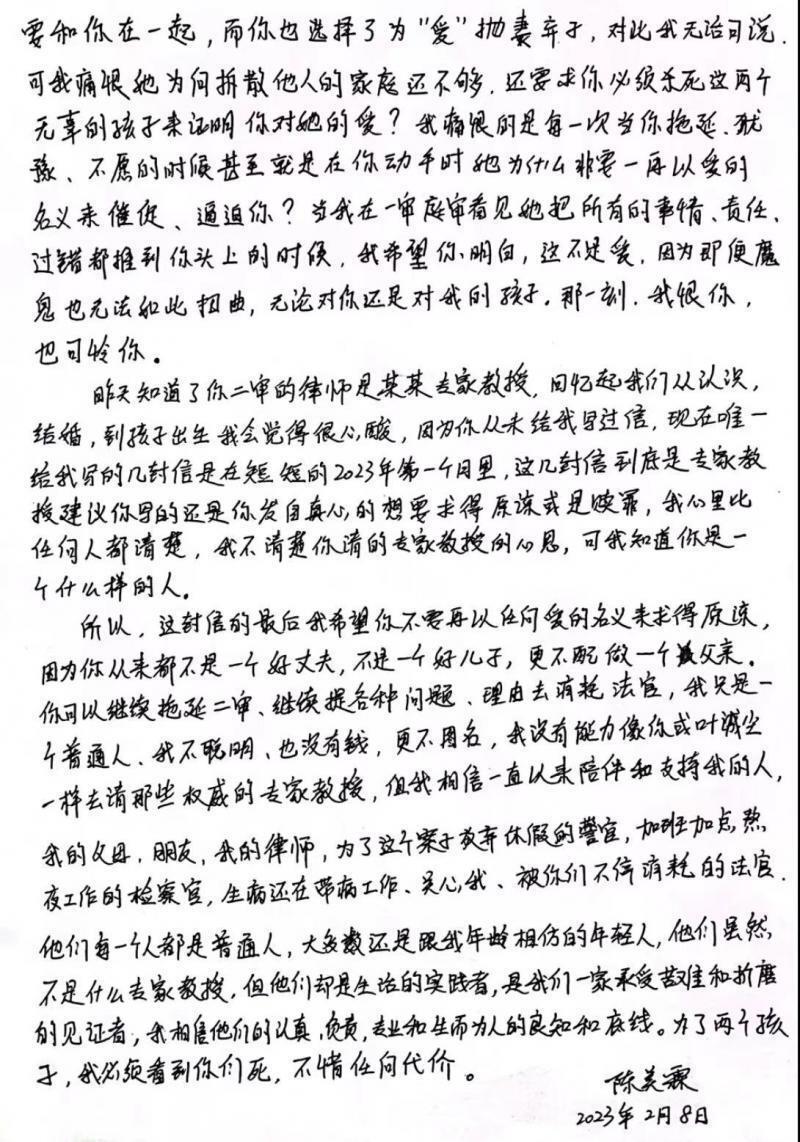 要和你在一起，而你也选择了为“爱”抛妻弃子，对此我无话可说．
可我痛恨她为何拆散他人的家庭还不够．还要求你必须杀死这两个
无辜的孩子来证明你对她的爱？我痛恨的是每一次当你拖延、犹
豫、不愿的时候甚至就是在你动手时她为什么非要一再以爱的
名义来催促、逼迫你？当我在一审庭审看见她把所有的事情、责任、
过错都推到你头上的时候，我希望你明白，这不是爱，因为即便魔
鬼也无法如此扭曲，无论对你还是对我的孩子。那一刻．我恨你，
也可怜你。
昨天知道了你二审的律师是某某专家教授，回忆起我们从认识，
结婚，到孩子出生我会觉得很心酸，因为你从未给我写过信，现在唯一
给我写的几封信是在短短的2023年第一个月里，这几封信到底是专家教
授建议你写的还是你发自真心的想要求得原谅或是赎罪，我心里比
任何人都清楚，我不清楚你请的专家教授的心思，可我知道你是一
个什么样的人。
所以，这封信的最后我希望你不要再以任何爱的名义来求得原谅，
因为你从来都不是一个好丈夫，不是一个好儿子，更不配做一个父亲。
你可以继续拖延二审、继续提各种问题、理由去消耗法官，我只是一
个普通人、我不聪明、也没有钱，更不用名，我没有能力像你或叶诚尘
一样去请那些权威的专家教授，但我相信一直以来陪伴和支持我的人，
我的父母．朋友，我的律师，为了这个案子放弃休假的警官，加班加点熬
夜工作的检察官，生病还在带病工作、关心我、被你们不停消耗的法官．
他们每一个人都是普通人，大多数还是跟我年龄相仿的年轻人，他们虽然
不是什么专家教授，但他们却是生活的实践者，是我们一家承受苦难和折磨
的见证者，我相信他们的认真，负责，专业和生而为人的良知和底线。为了两个孩
子，我必须看到你们死，不惜任何代价。
陈美霖
2023年2月8日